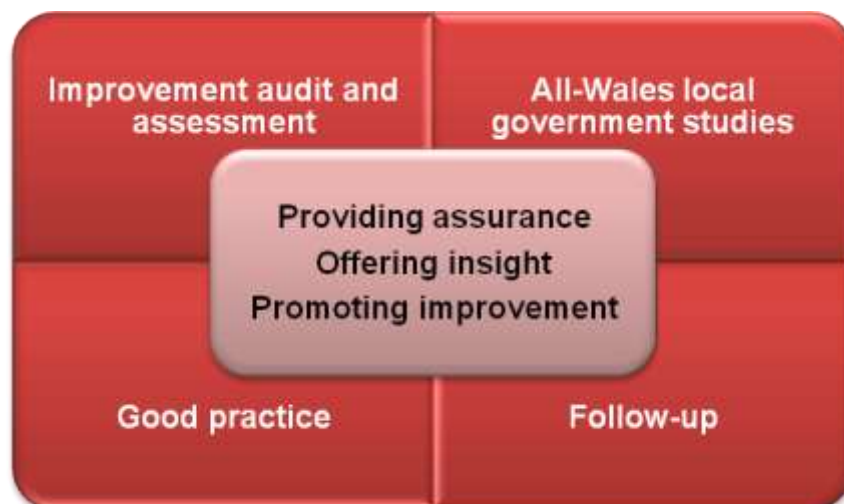 Improvement audit and
assessment
All-Wales local
government studies
Providing assurance
Offering insight
Promoting improvement
Good practice
Follow-up